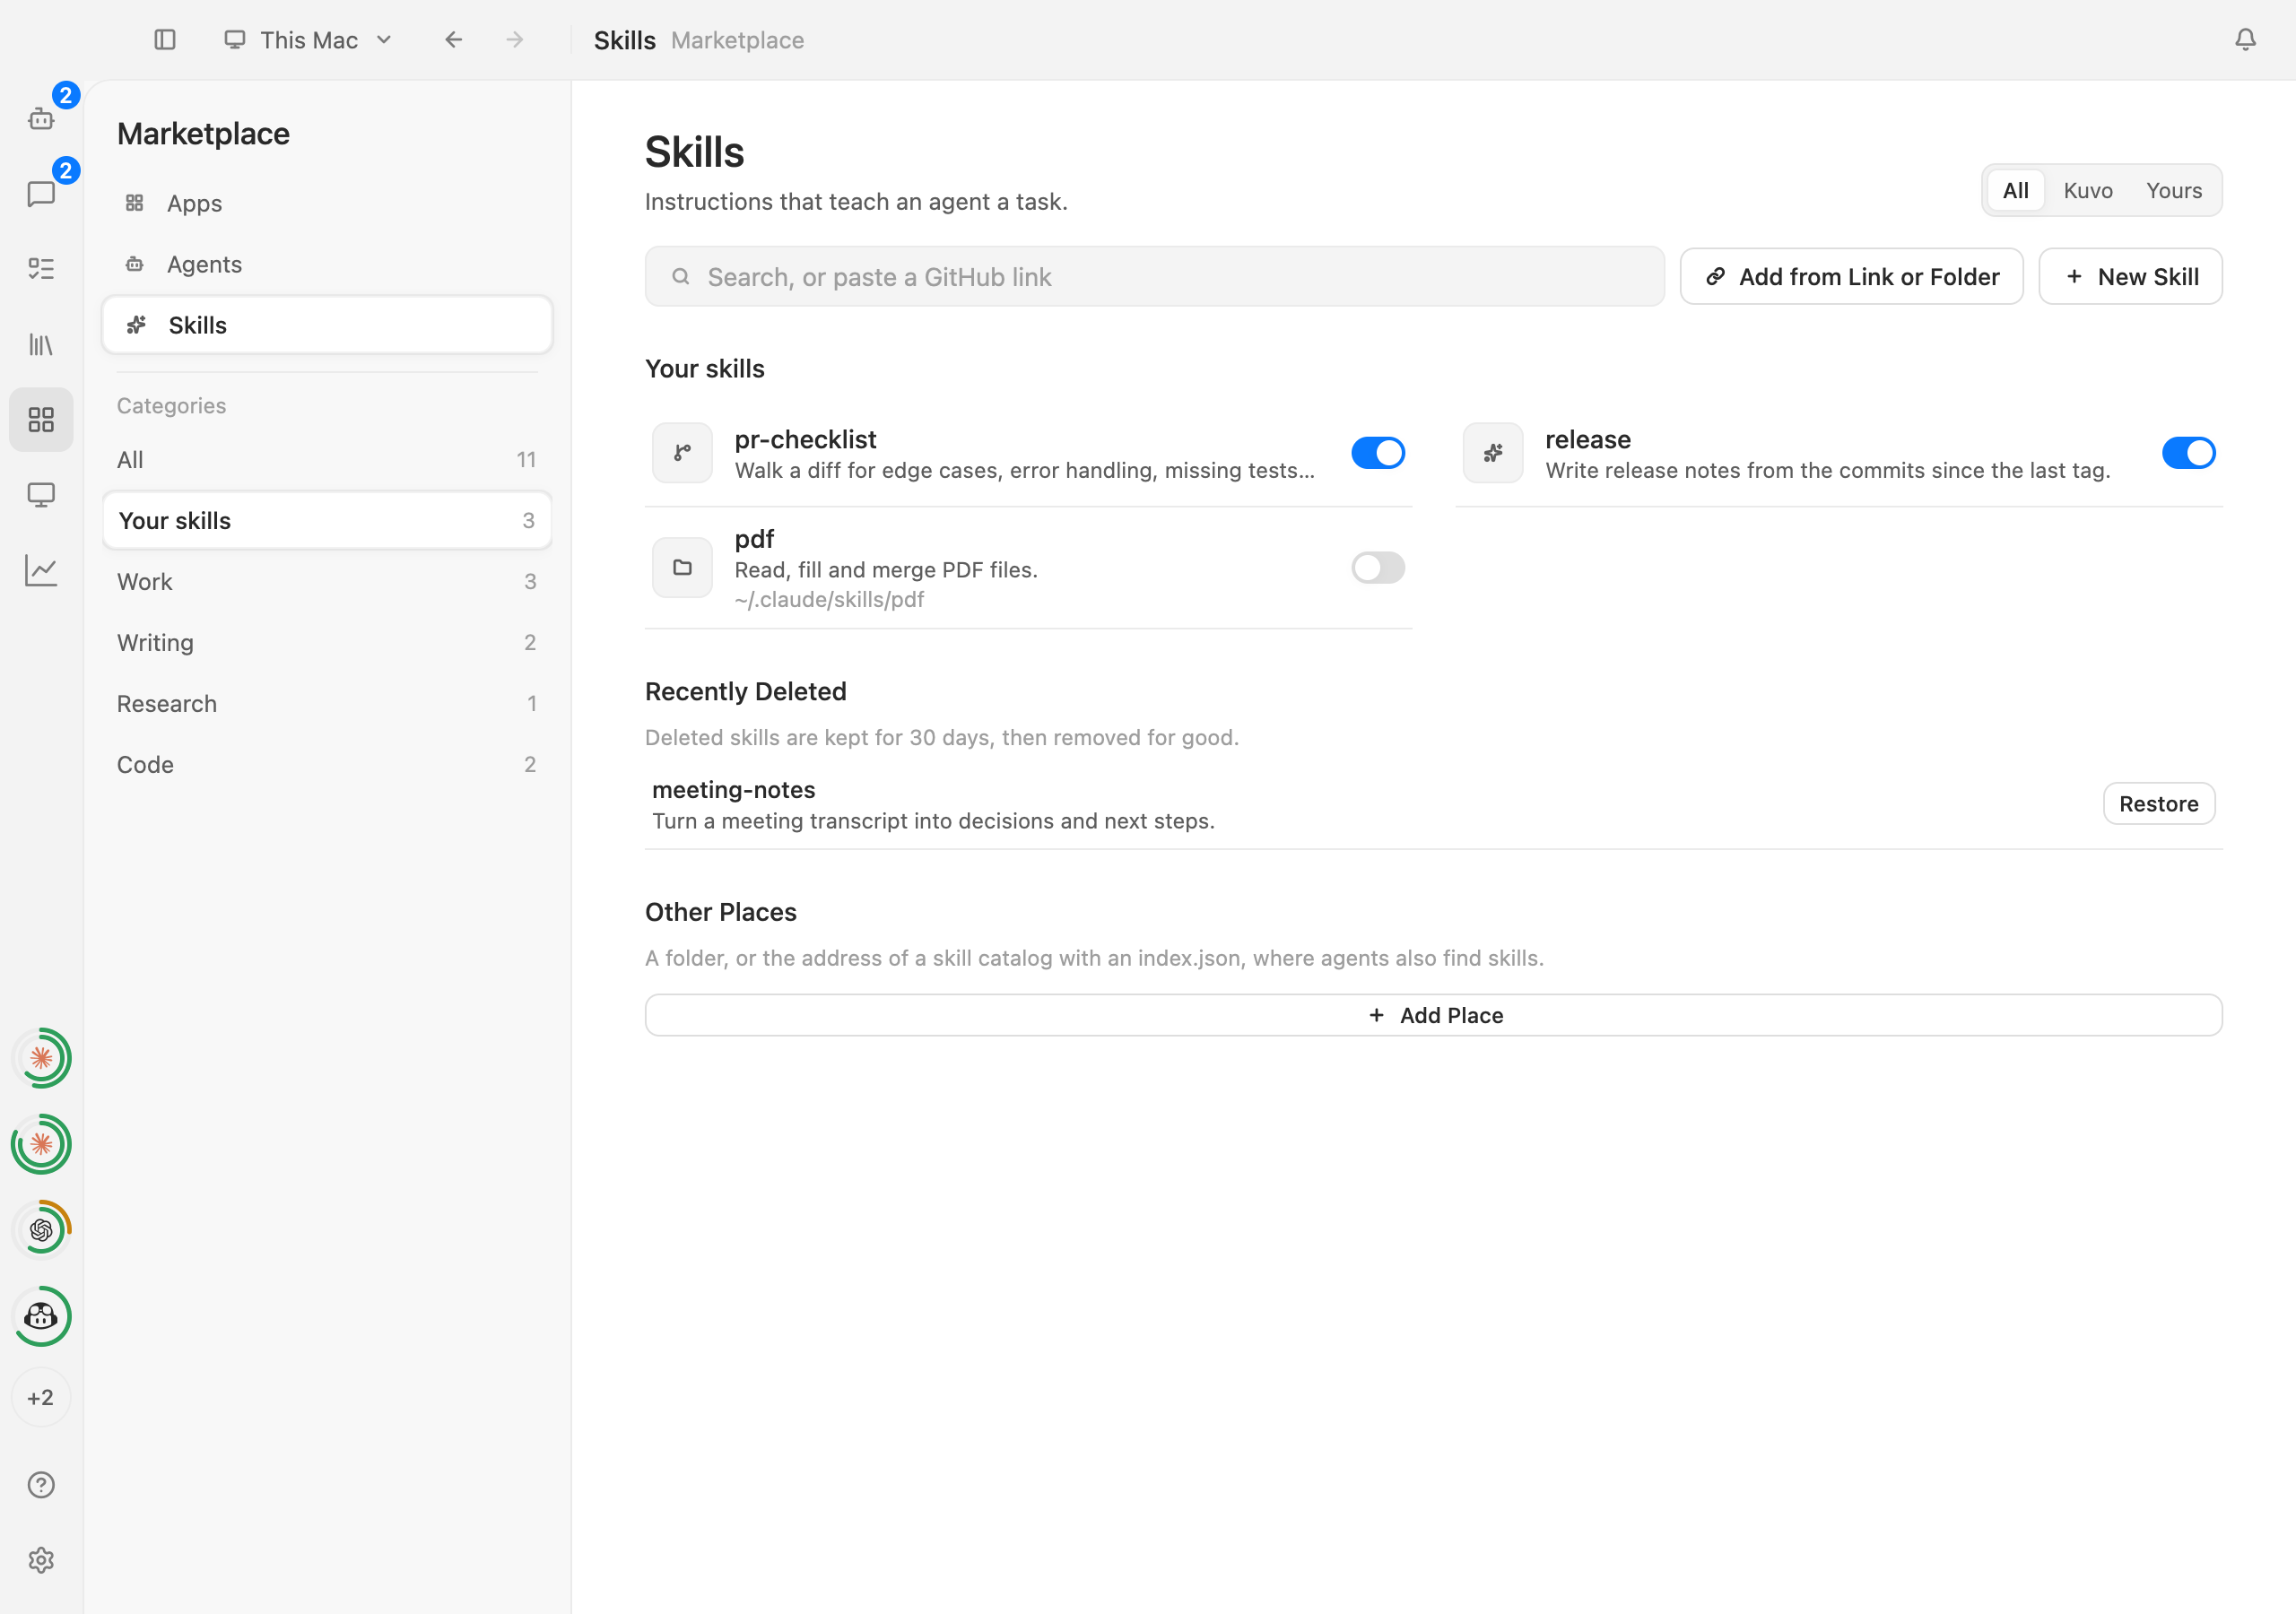 This Mac
Skills Marketplace
2
2
Marketplace
Apps
Agents
Skills
Categories
All 11
Your skills 3
Work 3
Writing 2
Research 1
Code 2
+2
Skills
Instructions that teach an agent a task.
All Kuvo Yours
Search, or paste a GitHub link
Add from Link or Folder
+ New Skill
Your skills
pr-checklist
Walk a diff for edge cases, error handling, missing tests...
release
Write release notes from the commits since the last tag.
pdf
Read, fill and merge PDF files.
~/.claude/skills/pdf
Recently Deleted
Deleted skills are kept for 30 days, then removed for good.
meeting-notes
Turn a meeting transcript into decisions and next steps.
Restore
Other Places
A folder, or the address of a skill catalog with an index.json, where agents also find skills.
+ Add Place